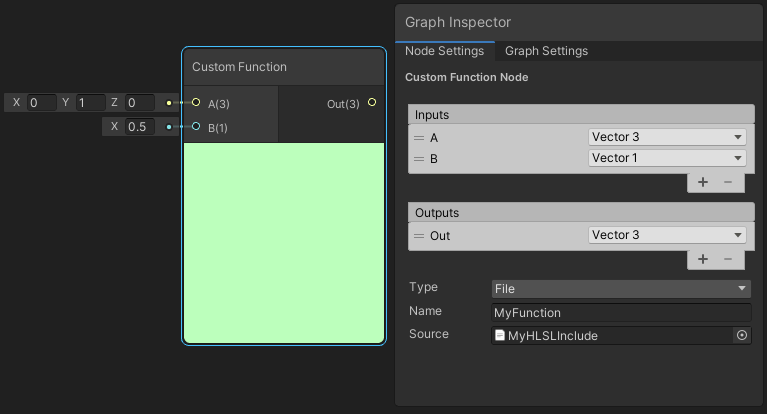 Custom Function
X 0 Y 1 Z 0
A(3)
Out(3)
X 0.5
B(1)
Graph Inspector
Node Settings
Graph Settings
Custom Function Node
Inputs
A Vector 3
B Vector 1
+ −
Outputs
Out Vector 3
+ −
Type File
Name MyFunction
Source MyHLSLInclude